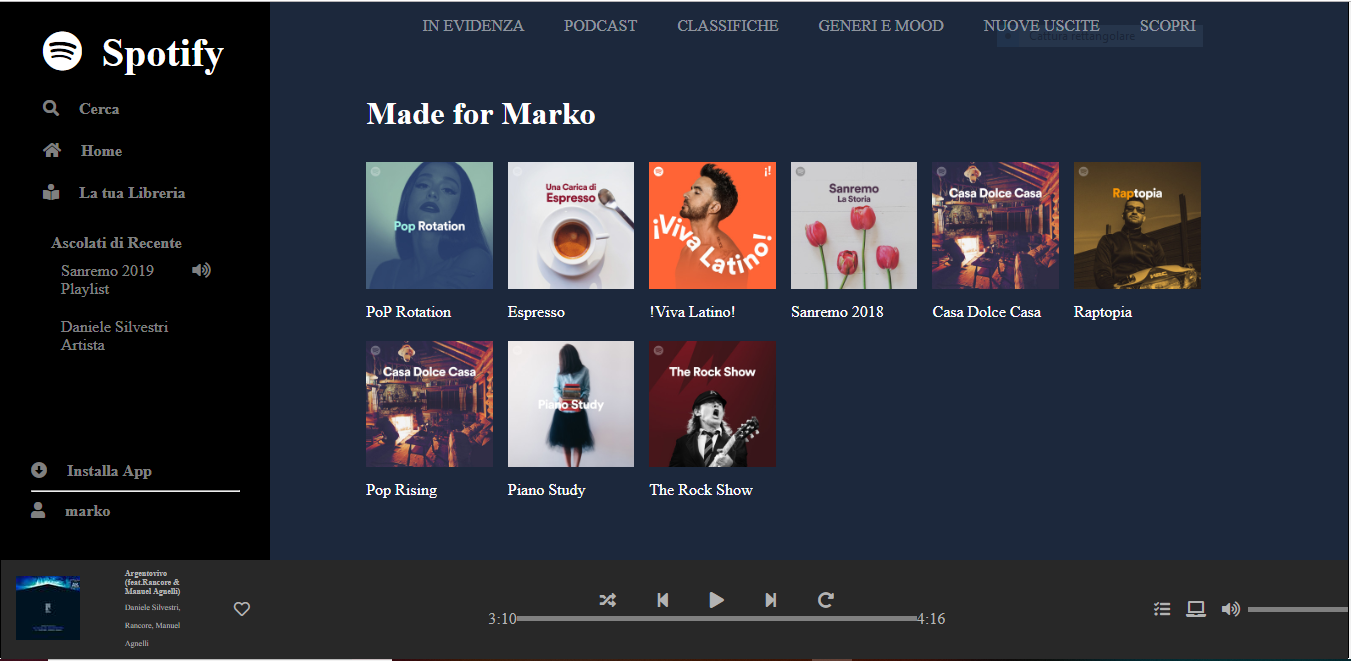 Spotify
Cerca
Home
La tua Libreria
Ascolati di Recente
Sanremo 2019
Playlist
Daniele Silvestri
Artista
Installa App
marko
IN EVIDENZA PODCAST CLASSIFICHE GENERI E MOOD NUOVE USCITE SCOPRI
Cattura rettangolare
Made for Marko
Pop Rotation
Una Carica di
Espresso
¡Viva Latino!
Sanremo
La Storia
Casa Dolce Casa
Raptopia
PoP Rotation Espresso !Viva Latino! Sanremo 2018 Casa Dolce Casa Raptopia
Casa Dolce Casa
Piano Study
The Rock Show
Pop Rising Piano Study The Rock Show
Argentovivo
(feat.Rancore &
Manuel Agnelli)
Daniele Silvestri,
Rancore, Manuel
Agnelli
3:10 4:16